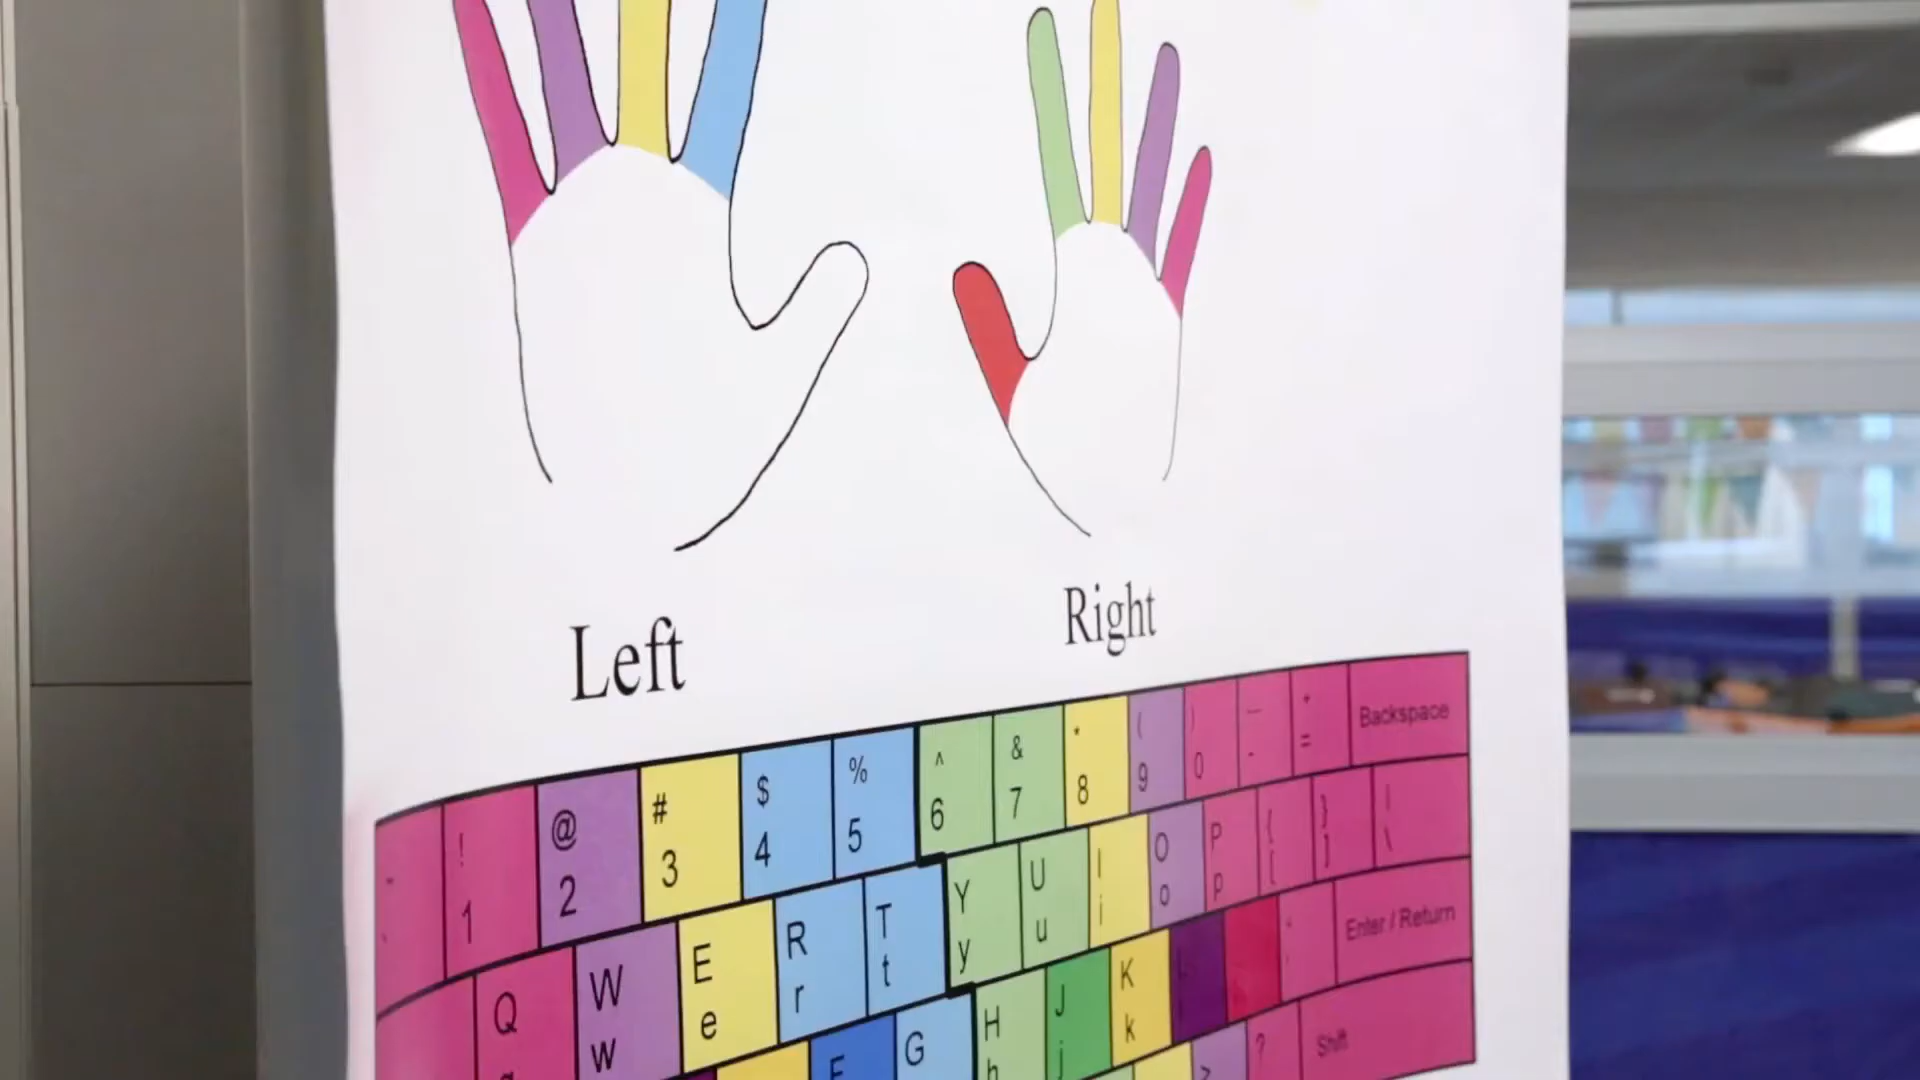 Left
Right
! @ # $ % ^ & * ( ) — + Backspace
1 2 3 4 5 6 7 8 9 0 - =
Q W E R T Y U I O P { } |
q w e r t y u i o p [ ] \
F G H J K Enter / Return
h j k
> ? Shift